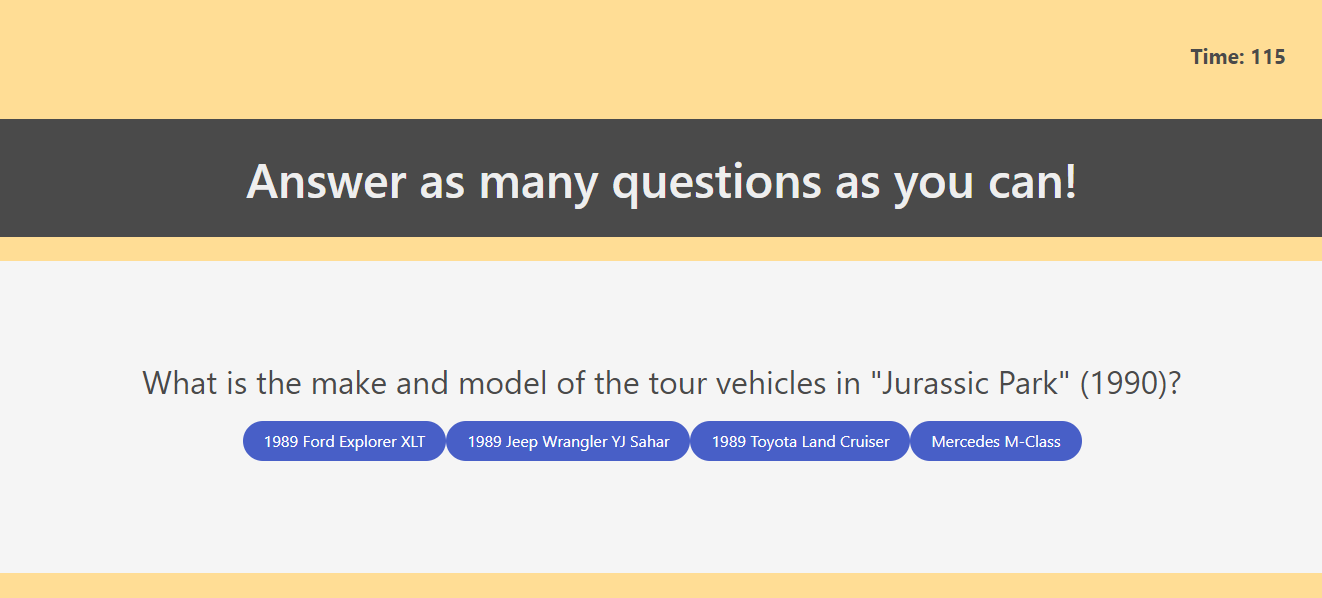 Time: 115
Answer as many questions as you can!
What is the make and model of the tour vehicles in "Jurassic Park" (1990)?
1989 Ford Explorer XLT 1989 Jeep Wrangler YJ Sahar 1989 Toyota Land Cruiser Mercedes M-Class